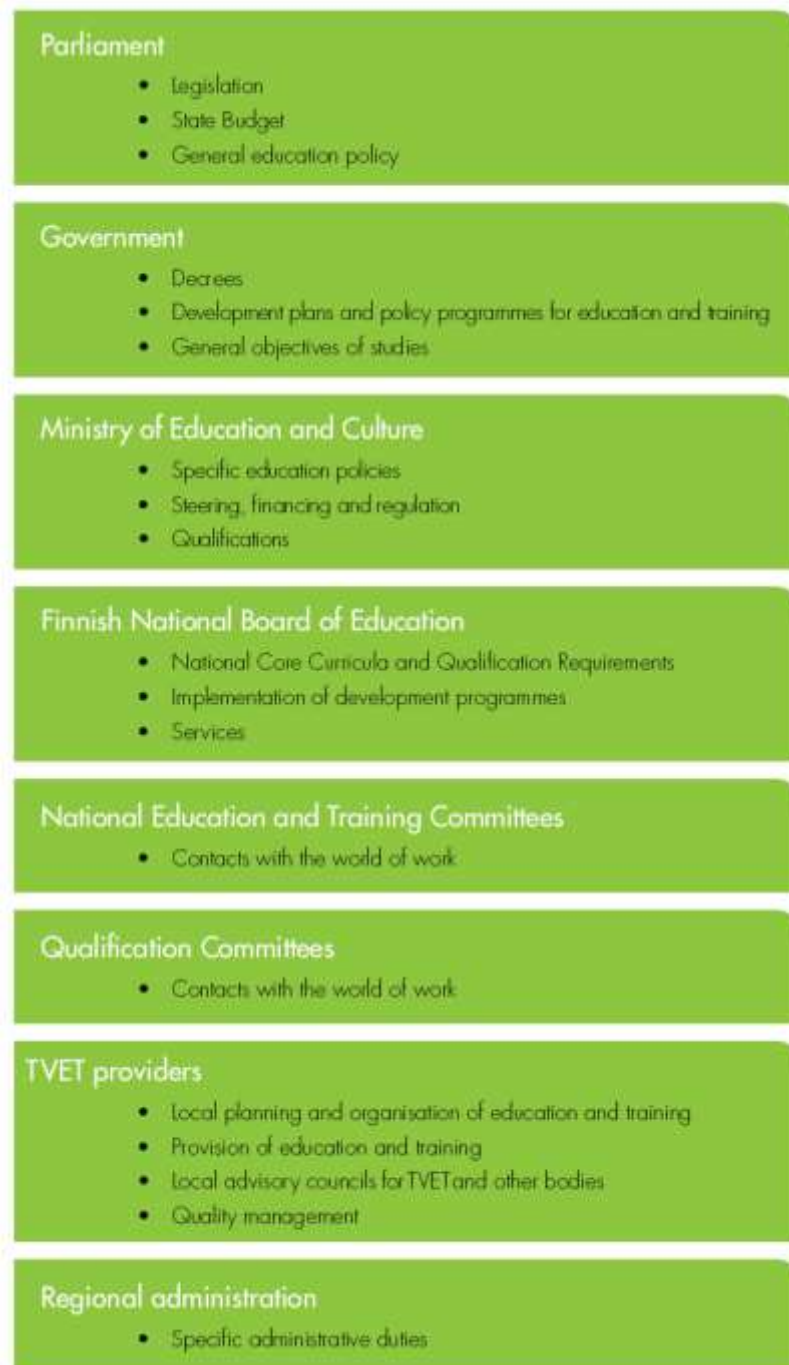 Parliament
• Legislation
• State Budget
• General education policy
Government
• Decrees
• Development plans and policy programmes for education and training
• General objectives of studies
Ministry of Education and Culture
• Specific education policies
• Steering, financing and regulation
• Qualifications
Finnish National Board of Education
• National Core Curricula and Qualification Requirements
• Implementation of development programmes
• Services
National Education and Training Committees
• Contacts with the world of work
Qualification Committees
• Contacts with the world of work
TVET providers
• Local planning and organisation of education and training
• Provision of education and training
• Local advisory councils for TVET and other bodies
• Quality management
Regional administration
• Specific administrative duties